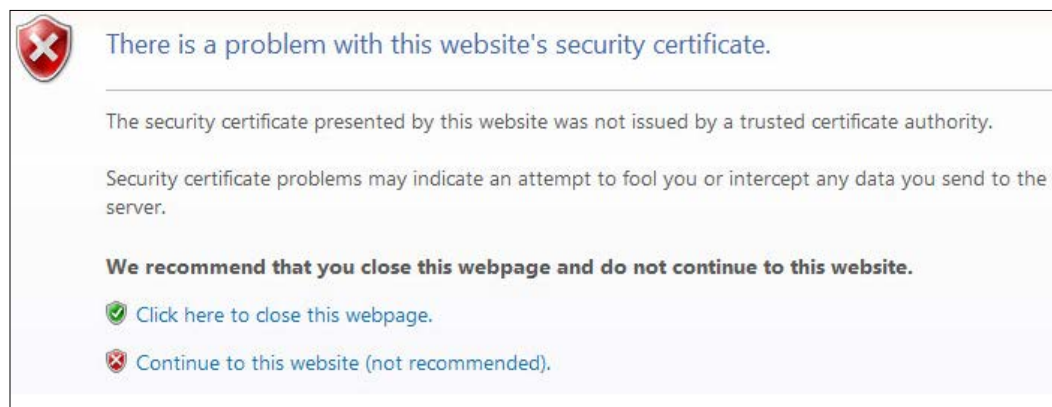 There is a problem with this website's security certificate.
The security certificate presented by this website was not issued by a trusted certificate authority.
Security certificate problems may indicate an attempt to fool you or intercept any data you send to the
server.
We recommend that you close this webpage and do not continue to this website.
Click here to close this webpage.
Continue to this website (not recommended).